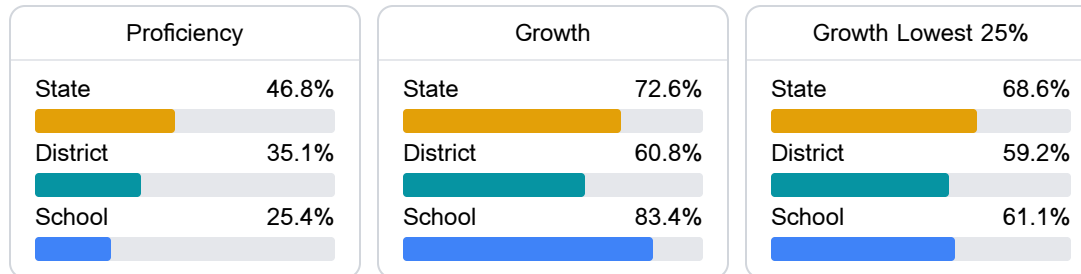 Proficiency
State 46.8%
District 35.1%
School 25.4%
Growth
State 72.6%
District 60.8%
School 83.4%
Growth Lowest 25%
State 68.6%
District 59.2%
School 61.1%